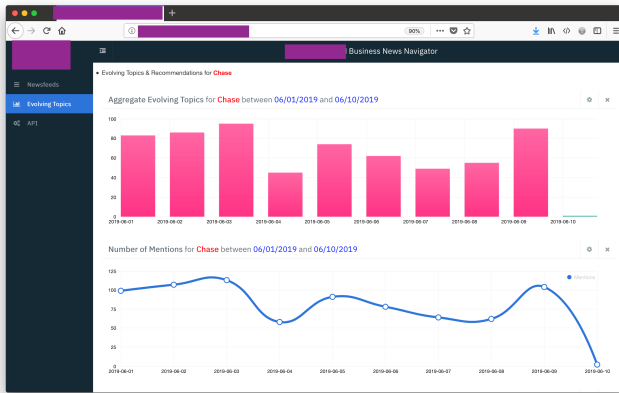 90%
Business News Navigator
Newsfeeds
Evolving Topics
API
Evolving Topics & Recommendations for Chase
Aggregate Evolving Topics for Chase between 06/01/2019 and 06/10/2019
100
80
60
40
20
0
2019-06-01 2019-06-02 2019-06-03 2019-06-04 2019-06-05 2019-06-06 2019-06-07 2019-06-08 2019-06-09 2019-06-10
Number of Mentions for Chase between 06/01/2019 and 06/10/2019
Mentions
125
100
75
50
25
0
2019-06-01 2019-06-02 2019-06-03 2019-06-04 2019-06-05 2019-06-06 2019-06-07 2019-06-08 2019-06-09 2019-06-10